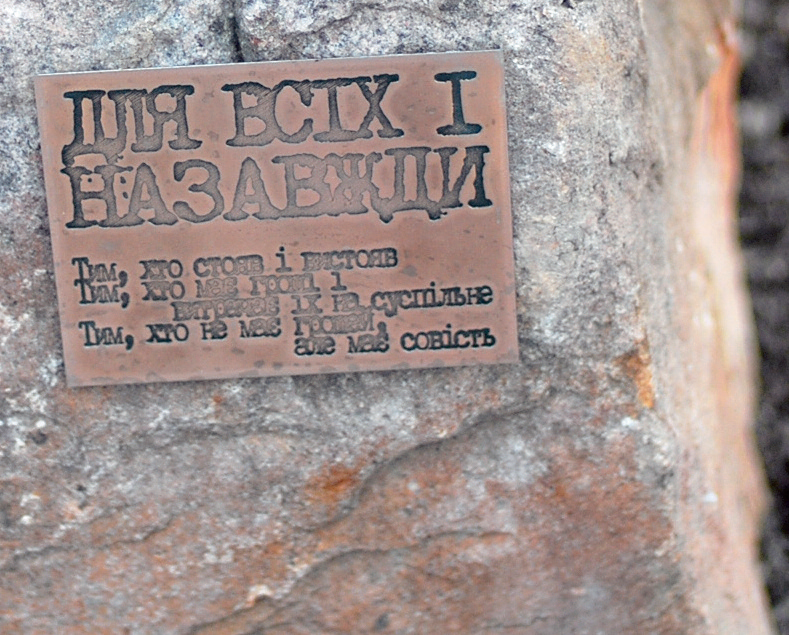 ДЛЯ ВСІХ І
НАЗАВЖДИ
Тим, хто стояв і вистояв
Тим, хто має гроші і
витрачає їх на суспільне
Тим, хто не має грошей,
але має совість